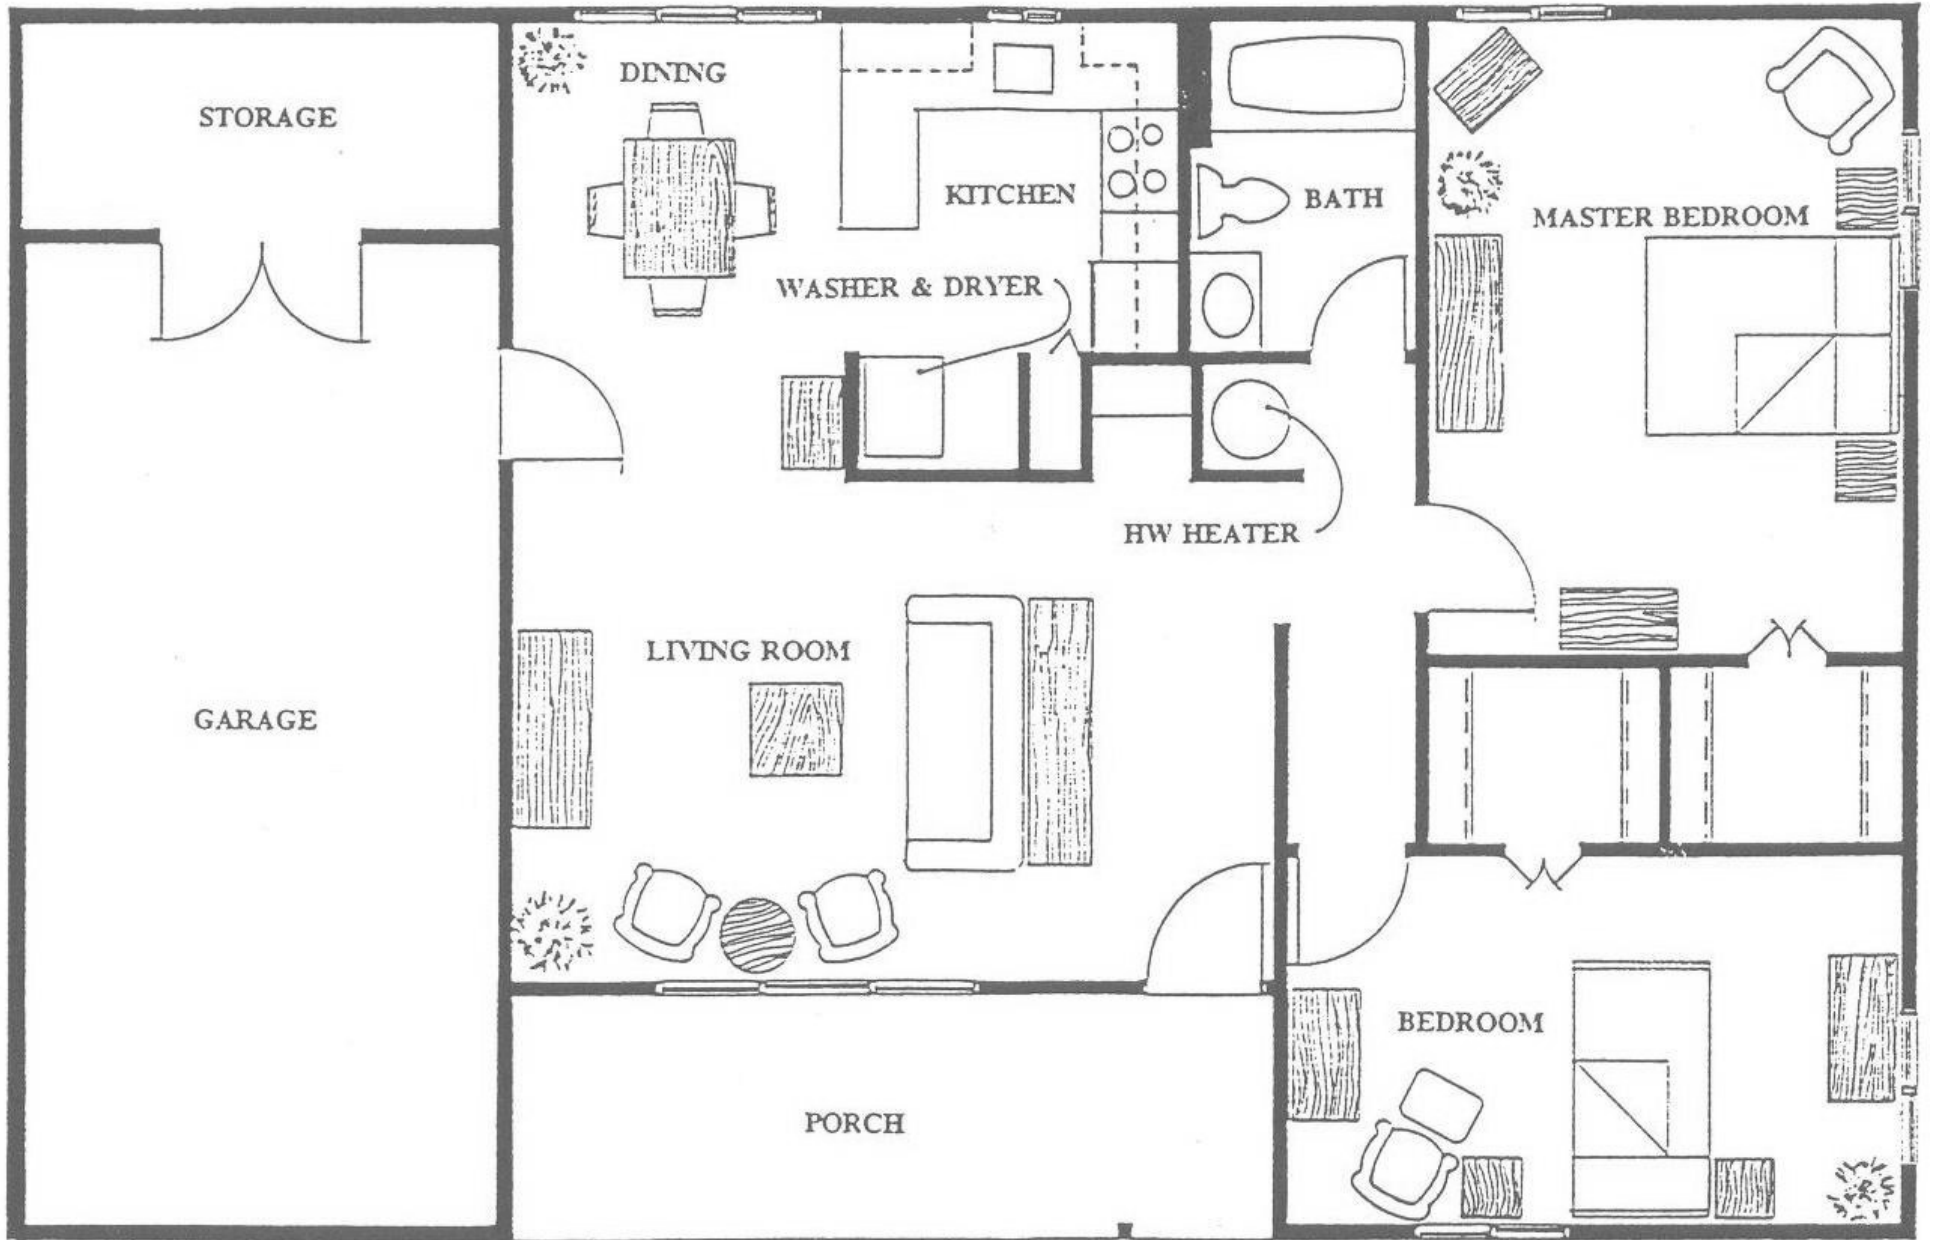 DINING
STORAGE
KITCHEN
BATH
MASTER BEDROOM
WASHER & DRYER
HW HEATER
LIVING ROOM
GARAGE
BEDROOM
PORCH